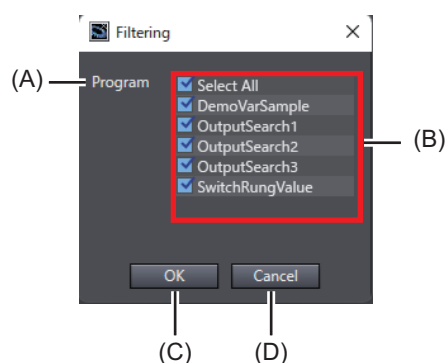 Filtering
(A)
Program
Select All
DemoVarSample
OutputSearch1
OutputSearch2
OutputSearch3
SwitchRungValue
(B)
OK
Cancel
(C)
(D)